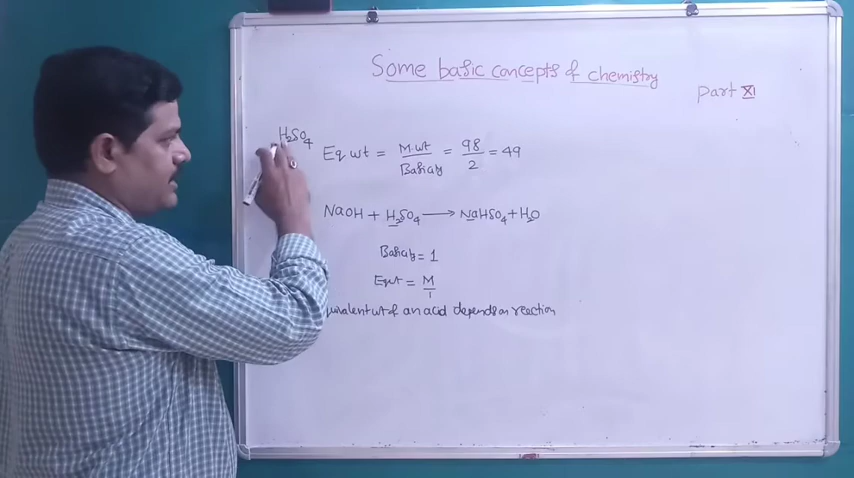 Some basic concepts of chemistry
Part XI
H2SO4
Eq wt = M.wt / Basicity = 98 / 2 = 49
NaOH + H2SO4 → NaHSO4 + H2O
Basicity = 1
Eq wt = M / 1
uivalent wt of an acid depends on reaction